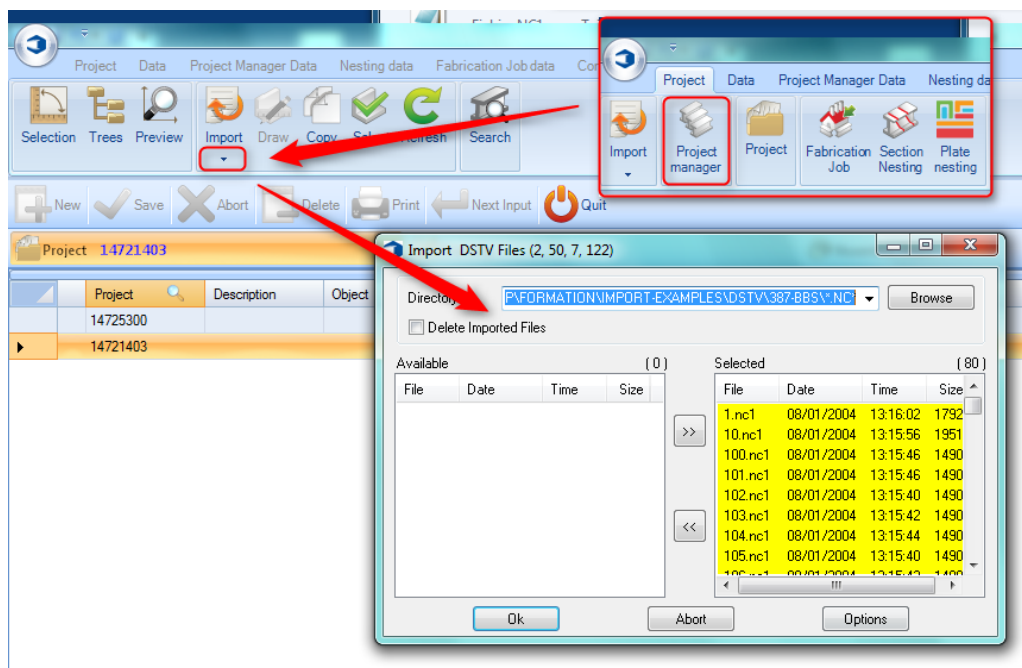 Project Data Project Manager Data Nesting data Fabrication Job data
Selection Trees Preview Import Draw Copy Refresh Search
Project Data Project Manager Data Nesting da
Import Project manager Project Fabrication Job Section Nesting Plate nesting
New Save Abort Delete Print Next Input Quit
Project 14721403
Project Description Object
14725300
14721403
Import DSTV Files (2, 50, 7, 122)
Directory P\FORMATION\IMPORT-EXAMPLES\DSTV\387-BBS\*.NC* Browse
Delete Imported Files
Available ( 0 )
File Date Time Size
>>
<<
Selected ( 80 )
File Date Time Size
1.nc1 08/01/2004 13:16:02 1792
10.nc1 08/01/2004 13:15:56 1951
100.nc1 08/01/2004 13:15:46 1490
101.nc1 08/01/2004 13:15:46 1490
102.nc1 08/01/2004 13:15:40 1490
103.nc1 08/01/2004 13:15:42 1490
104.nc1 08/01/2004 13:15:44 1490
105.nc1 08/01/2004 13:15:40 1490
Ok Abort Options